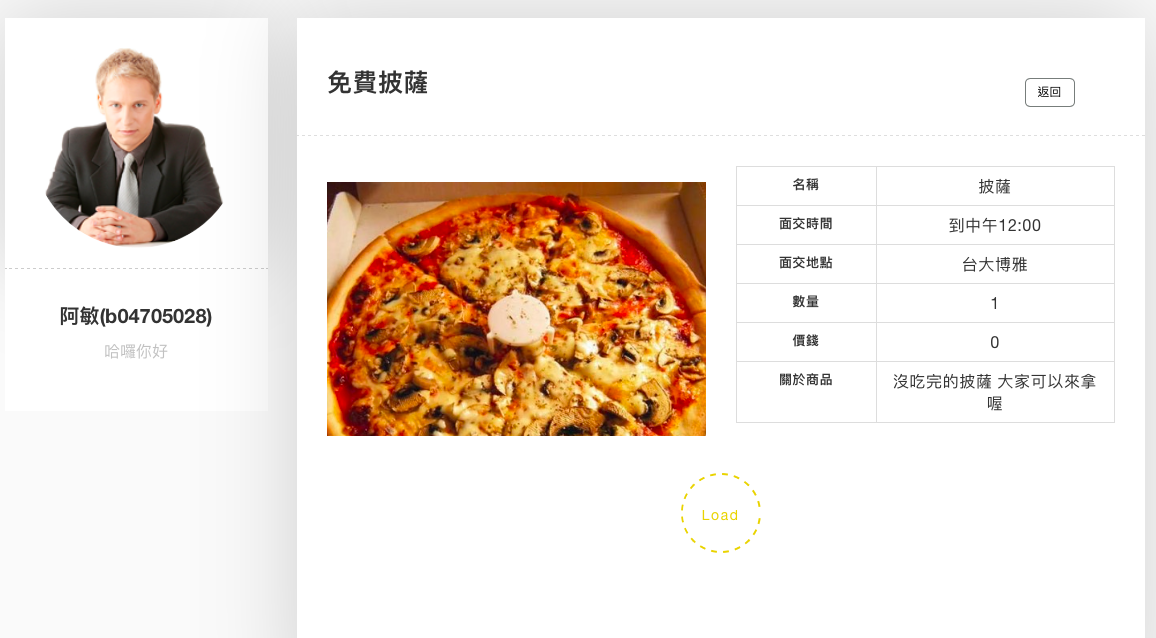 阿敏(b04705028)
哈囉你好
免費披薩
返回
名稱 披薩
面交時間 到中午12:00
面交地點 台大博雅
數量 1
價錢 0
關於商品 沒吃完的披薩 大家可以來拿
喔
Load